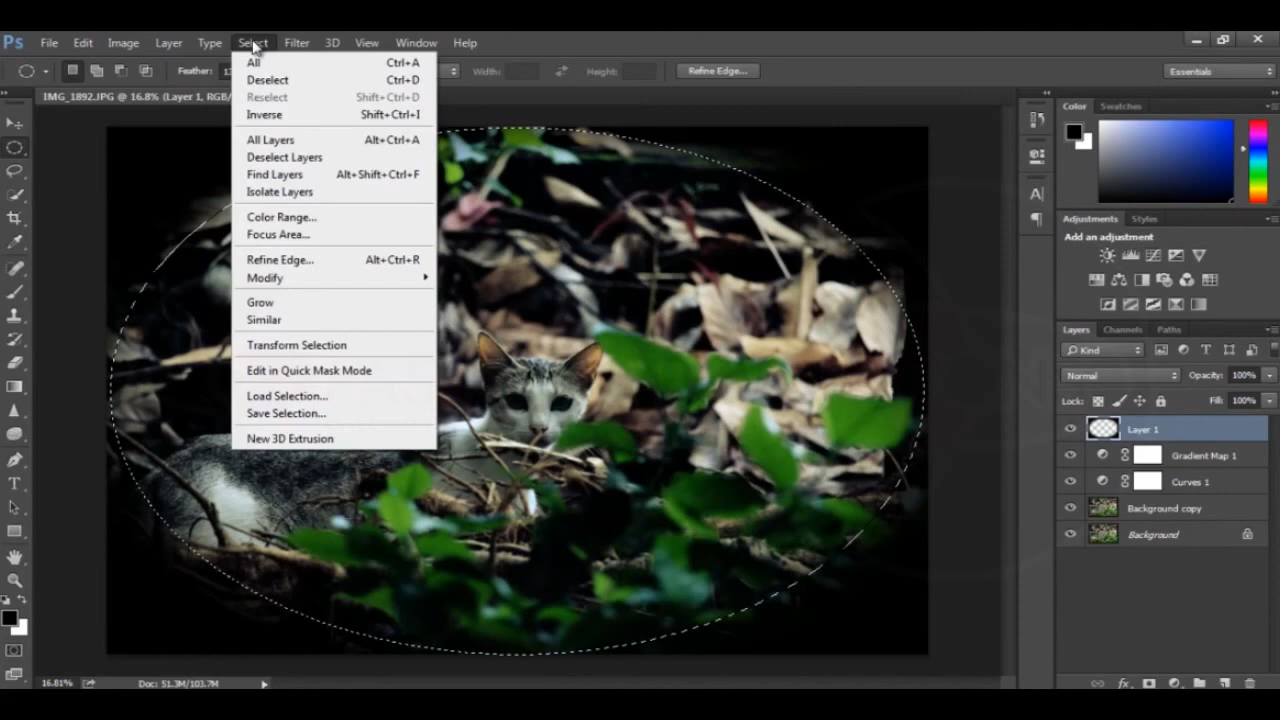 Ps File Edit Image Layer Type Select Filter 3D View Window Help
Feather: Width: Height: Refine Edge... Essentials
IMG_1892.JPG @ 16.8% (Layer 1, RGB/
All Ctrl+A
Deselect Ctrl+D
Reselect Shift+Ctrl+D
Inverse Shift+Ctrl+I
All Layers Alt+Ctrl+A
Deselect Layers
Find Layers Alt+Shift+Ctrl+F
Isolate Layers
Color Range...
Focus Area...
Refine Edge... Alt+Ctrl+R
Modify
Grow
Similar
Transform Selection
Edit in Quick Mask Mode
Load Selection...
Save Selection...
New 3D Extrusion
Color Swatches
Adjustments Styles
Add an adjustment
Layers Channels Paths
Kind
Normal Opacity: 100%
Lock: Fill: 100%
Layer 1
Gradient Map 1
Curves 1
Background copy
Background
16.81% Doc: 51.3M/103.7M